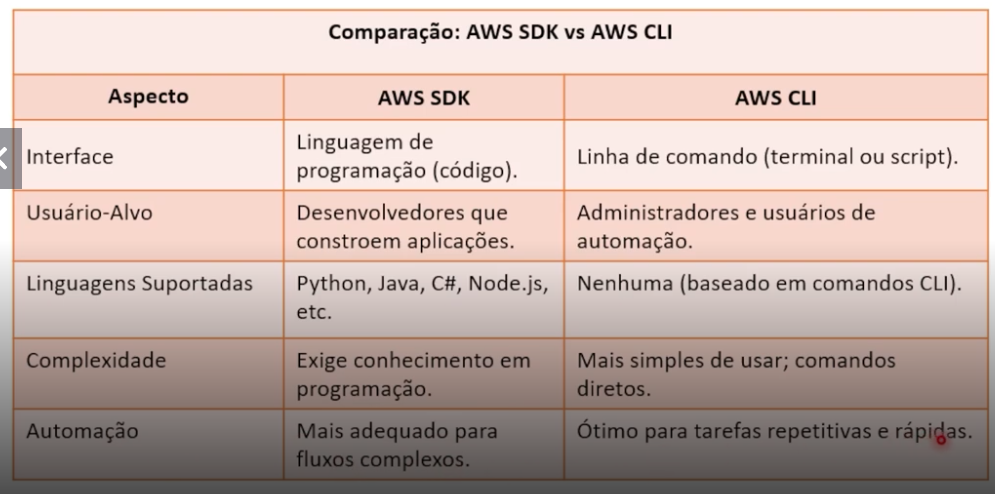 Comparação: AWS SDK vs AWS CLI
Aspecto
AWS SDK
AWS CLI
Interface
Linguagem de
programação (código).
Linha de comando (terminal ou script).
Usuário-Alvo
Desenvolvedores que
constroem aplicações.
Administradores e usuários de
automação.
Linguagens Suportadas
Python, Java, C#, Node.js,
etc.
Nenhuma (baseado em comandos CLI).
Complexidade
Exige conhecimento em
programação.
Mais simples de usar; comandos
diretos.
Automação
Mais adequado para
fluxos complexos.
Ótimo para tarefas repetitivas e rápidas.